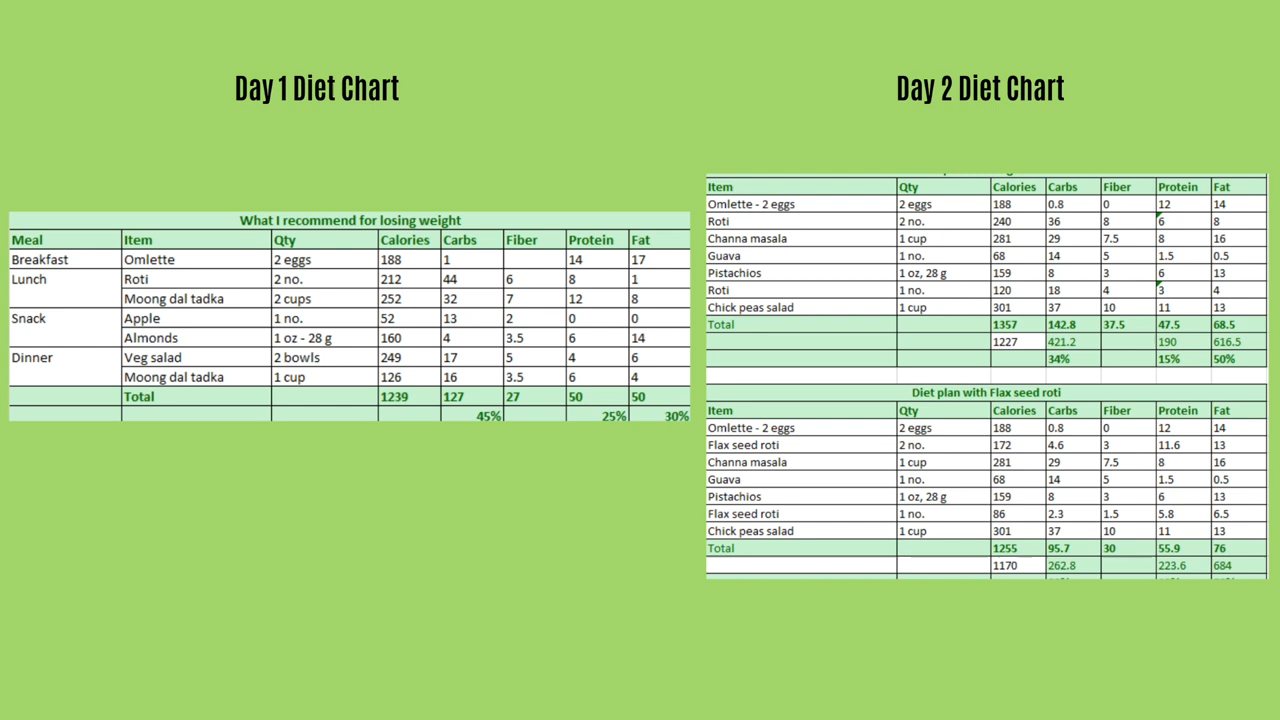 Day 1 Diet Chart
What I recommend for losing weight
Meal Item Qty Calories Carbs Fiber Protein Fat
Breakfast Omlette 2 eggs 188 1 14 17
Lunch Roti 2 no. 212 44 6 8 1
Moong dal tadka 2 cups 252 32 7 12 8
Snack Apple 1 no. 52 13 2 0 0
Almonds 1 oz - 28 g 160 4 3.5 6 14
Dinner Veg salad 2 bowls 249 17 5 4 6
Moong dal tadka 1 cup 126 16 3.5 6 4
Total 1239 127 27 50 50
45% 25% 30%
Day 2 Diet Chart
Item Qty Calories Carbs Fiber Protein Fat
Omlette - 2 eggs 2 eggs 188 0.8 0 12 14
Roti 2 no. 240 36 8 6 8
Channa masala 1 cup 281 29 7.5 8 16
Guava 1 no. 68 14 5 1.5 0.5
Pistachios 1 oz, 28 g 159 8 3 6 13
Roti 1 no. 120 18 4 3 4
Chick peas salad 1 cup 301 37 10 11 13
Total 1357 142.8 37.5 47.5 68.5
1227 421.2 190 616.5
34% 15% 50%
Diet plan with Flax seed roti
Item Qty Calories Carbs Fiber Protein Fat
Omlette - 2 eggs 2 eggs 188 0.8 0 12 14
Flax seed roti 2 no. 172 4.6 3 11.6 13
Channa masala 1 cup 281 29 7.5 8 16
Guava 1 no. 68 14 5 1.5 0.5
Pistachios 1 oz, 28 g 159 8 3 6 13
Flax seed roti 1 no. 86 2.3 1.5 5.8 6.5
Chick peas salad 1 cup 301 37 10 11 13
Total 1255 95.7 30 55.9 76
1170 262.8 223.6 684